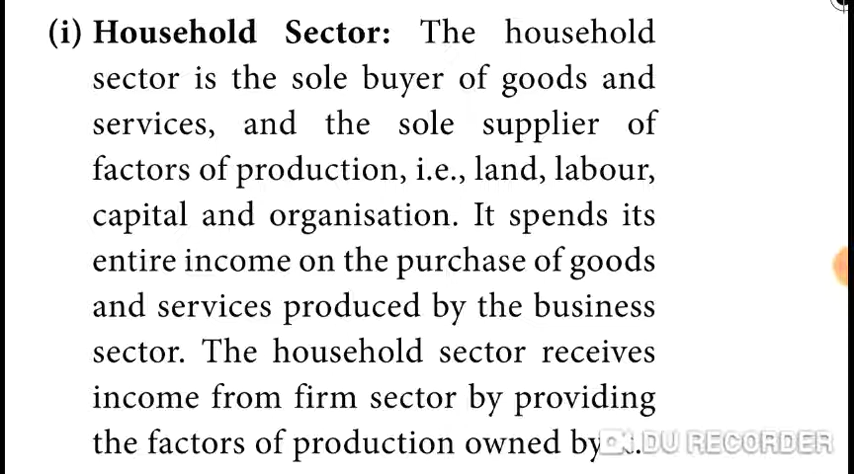 (i) Household Sector: The household
sector is the sole buyer of goods and
services, and the sole supplier of
factors of production, i.e., land, labour,
capital and organisation. It spends its
entire income on the purchase of goods
and services produced by the business
sector. The household sector receives
income from firm sector by providing
the factors of production owned by
DU RECORDER